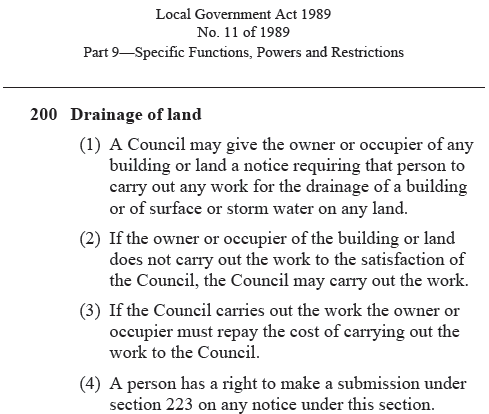 Local Government Act 1989
No. 11 of 1989
Part 9—Specific Functions, Powers and Restrictions
200 Drainage of land
(1) A Council may give the owner or occupier of any
building or land a notice requiring that person to
carry out any work for the drainage of a building
or of surface or storm water on any land.
(2) If the owner or occupier of the building or land
does not carry out the work to the satisfaction of
the Council, the Council may carry out the work.
(3) If the Council carries out the work the owner or
occupier must repay the cost of carrying out the
work to the Council.
(4) A person has a right to make a submission under
section 223 on any notice under this section.